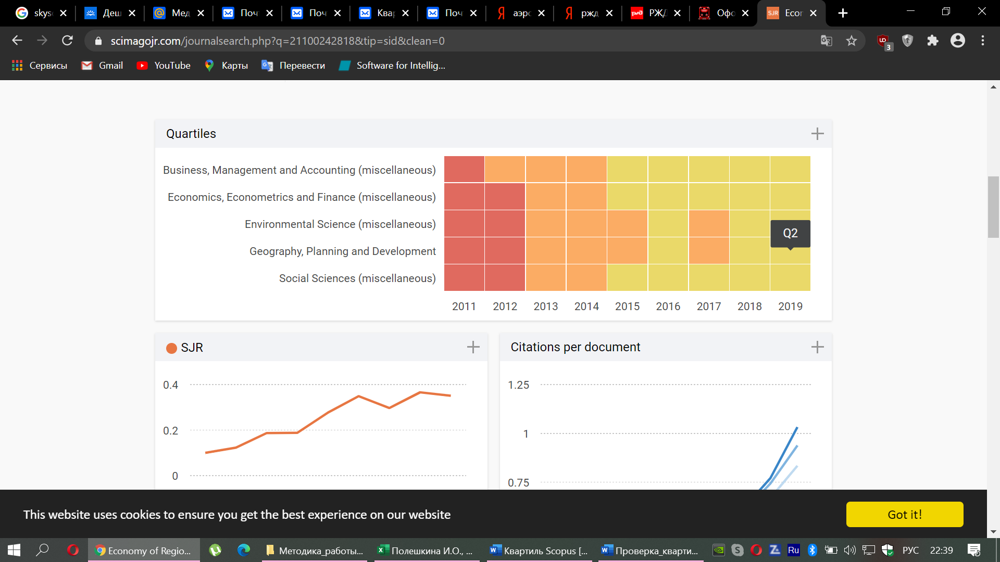 skys
Деш
Мед
Поч
Поч
Ква
Поч
аэро
ржд
РЖД
Офо
SJR
Ecor
scimagojr.com/journalsearch.php?q=21100242818&tip=sid&clean=0
3
Сервисы
Gmail
YouTube
Карты
Перевести
Software for Intellig...
Quartiles
Business, Management and Accounting (miscellaneous)
Economics, Econometrics and Finance (miscellaneous)
Environmental Science (miscellaneous)
Q2
Geography, Planning and Development
Social Sciences (miscellaneous)
2011 2012 2013 2014 2015 2016 2017 2018 2019
SJR
0.4
0.2
0
Citations per document
1.25
1
0.75
This website uses cookies to ensure you get the best experience on our website
Got it!
Economy of Regio...
Методика_работы...
Полешкина И.О., ...
Квартиль Scopus [...
Проверка_кварти...
Ru
РУС
22:39